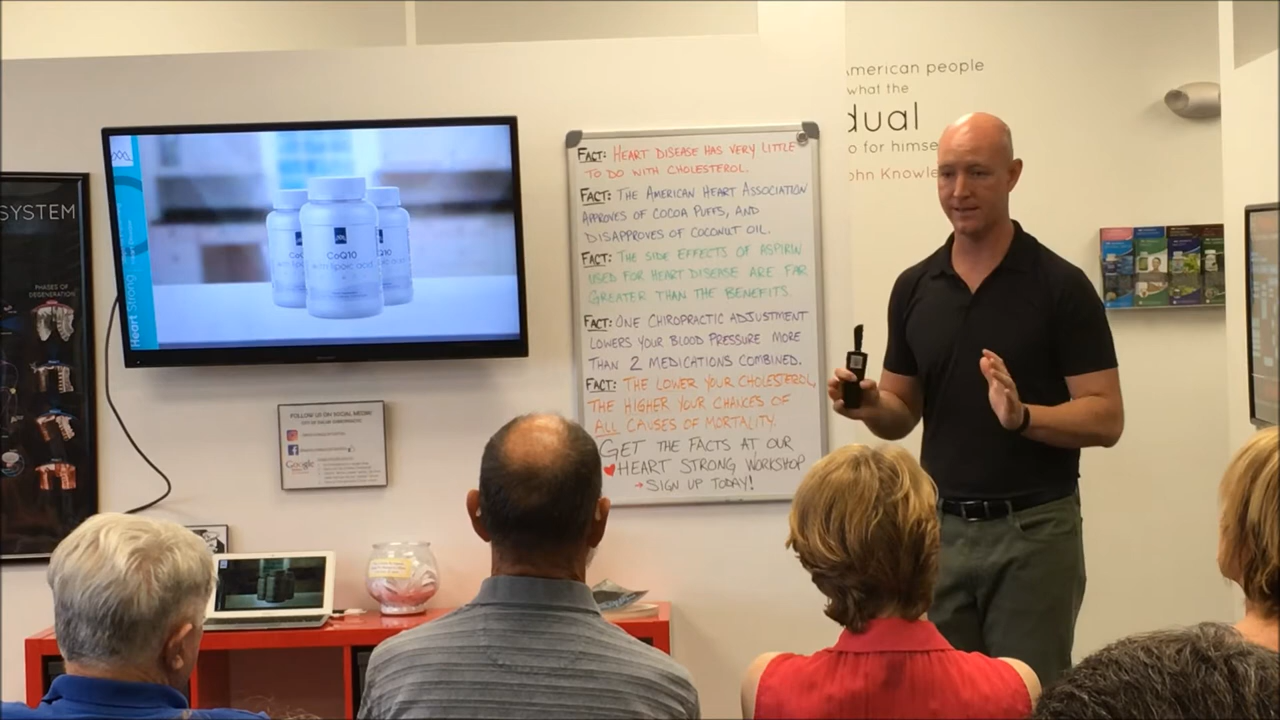 SYSTEM
PHASES OF
DEGENERATION
Heart Strong
CoQ10
with lipoic acid
FACT: HEART DISEASE HAS VERY LITTLE
TO DO WITH CHOLESTEROL.
FACT: THE AMERICAN HEART ASSOCIATION
APPROVES OF COCOA PUFFS, AND
DISAPPROVES OF COCONUT OIL.
FACT: THE SIDE EFFECTS OF ASPIRIN
USED FOR HEART DISEASE ARE FAR
GREATER THAN THE BENEFITS.
FACT: ONE CHIROPRACTIC ADJUSTMENT
LOWERS YOUR BLOOD PRESSURE MORE
THAN 2 MEDICATIONS COMBINED.
FACT: THE LOWER YOUR CHOLESTEROL,
THE HIGHER YOUR CHANCES OF
ALL CAUSES OF MORTALITY.
GET THE FACTS AT OUR
HEART STRONG WORKSHOP
→ SIGN UP TODAY!
American people
what the
dual
o for himse
ohn Knowle
FOLLOW US ON SOCIAL MEDIA!
Google